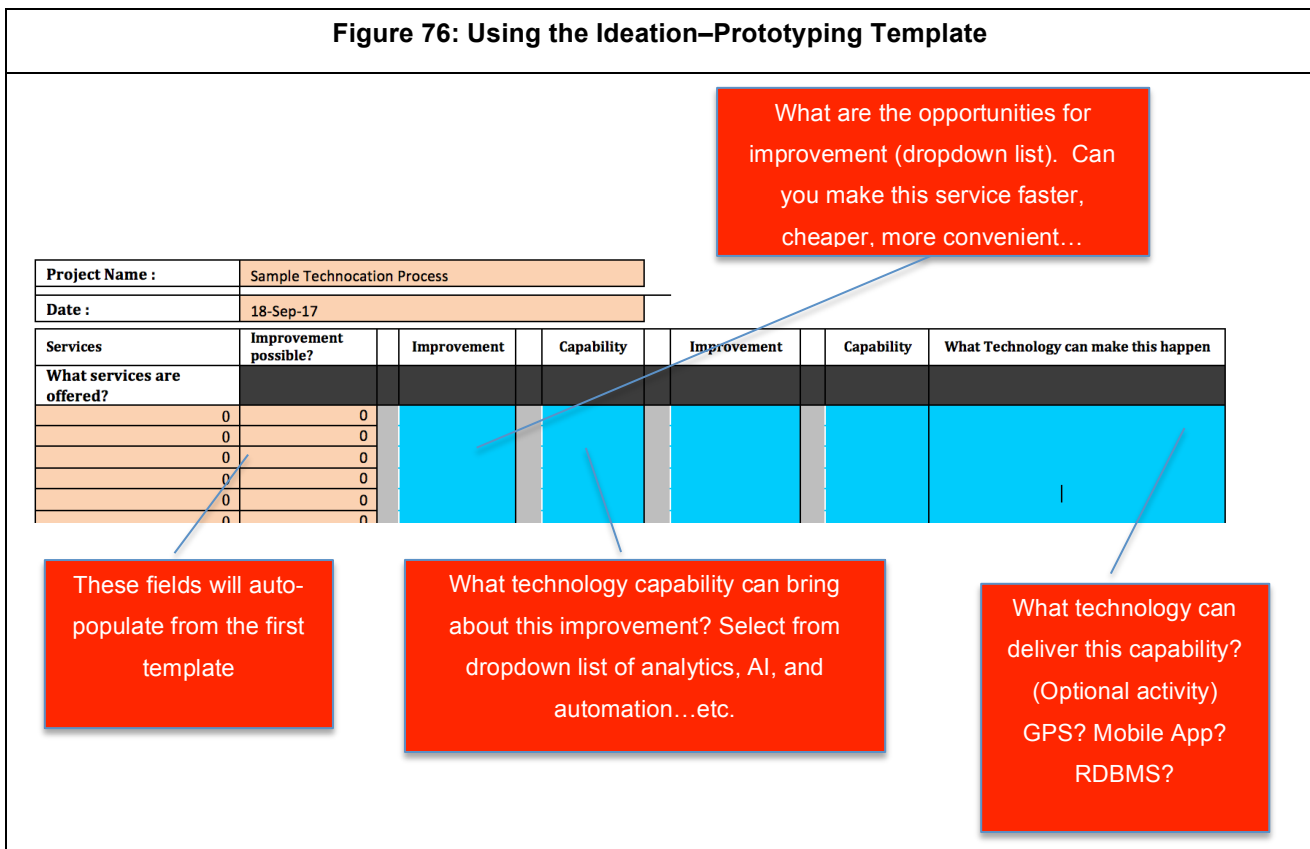 Figure 76: Using the Ideation–Prototyping Template
What are the opportunities for
improvement (dropdown list).  Can
you make this service faster,
cheaper, more convenient…
Project Name :
Sample Technocation Process
Date :
18-Sep-17
Services
Improvement
possible?
Improvement
Capability
Improvement
Capability
What Technology can make this happen
What services are
offered?
0 0
0 0
0 0
0 0
0 0
0 0
These fields will auto-
populate from the first
template
What technology capability can bring
about this improvement? Select from
dropdown list of analytics, AI, and
automation…etc.
What technology can
deliver this capability?
(Optional activity)
GPS? Mobile App?
RDBMS?